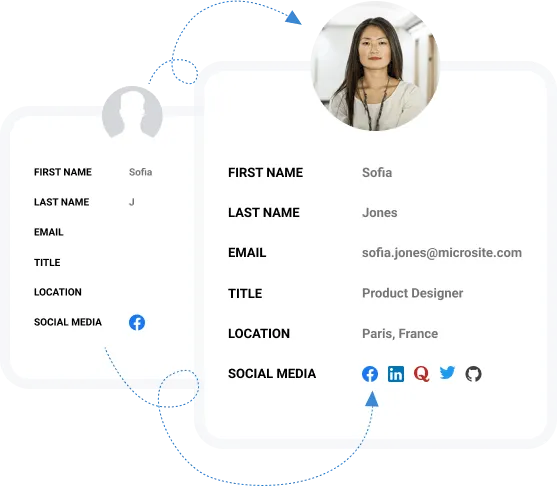 FIRST NAME Sofia
LAST NAME J
EMAIL
TITLE
LOCATION
SOCIAL MEDIA
FIRST NAME Sofia
LAST NAME Jones
EMAIL sofia.jones@microsite.com
TITLE Product Designer
LOCATION Paris, France
SOCIAL MEDIA